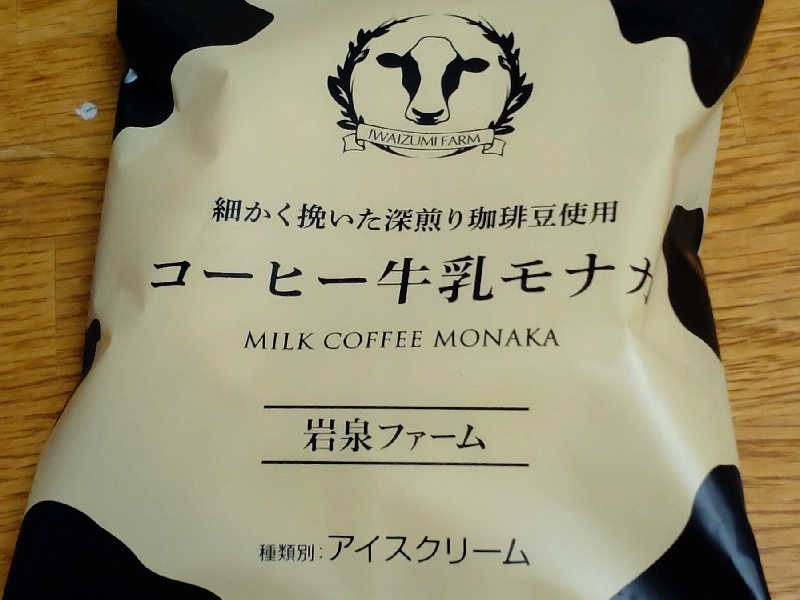 IWAIZUMI FARM
細かく挽いた深煎り珈琲豆使用
コーヒー牛乳モナカ
MILK COFFEE MONAKA
岩泉ファーム
種類別：アイスクリーム